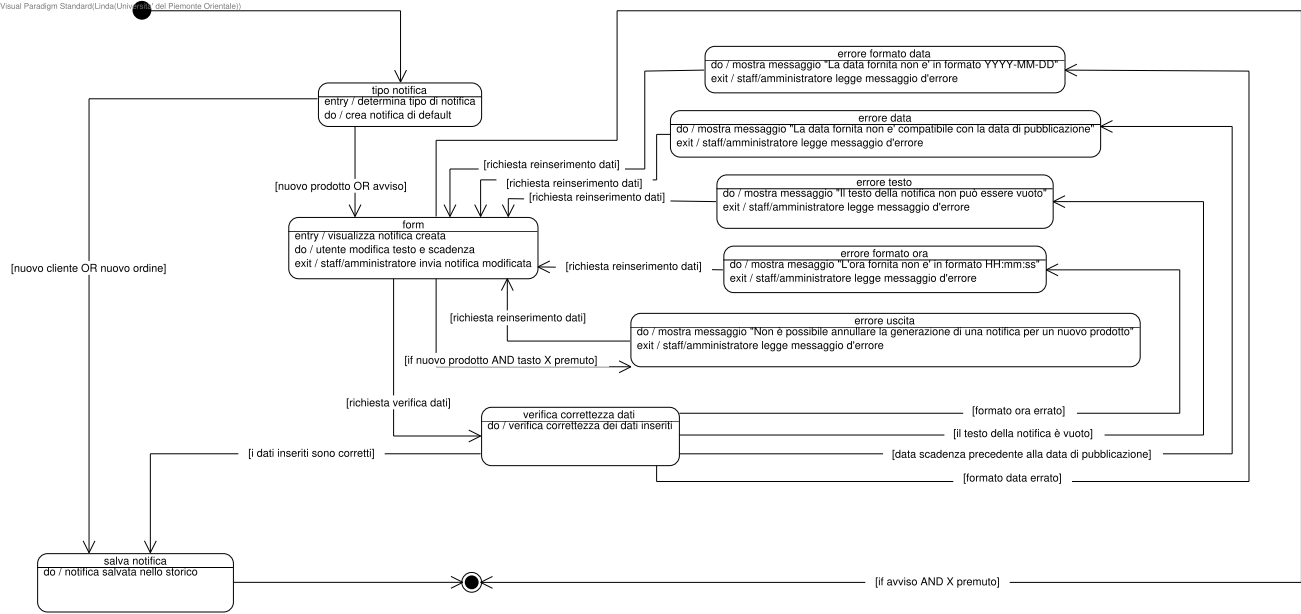 Visual Paradigm Standard(Linda(Universita' del Piemonte Orientale))
errore formato data
do / mostra messaggio "La data fornita non e' in formato YYYY-MM-DD"
exit / staff/amministratore legge messaggio d'errore
tipo notifica
entry / determina tipo di notifica
do / crea notifica di default
errore data
do / mostra messaggio "La data fornita non e' compatibile con la data di pubblicazione"
exit / staff/amministratore legge messaggio d'errore
[richiesta reinserimento dati]
[nuovo prodotto OR avviso]
[richiesta reinserimento dati]
[richiesta reinserimento dati]
errore testo
do / mostra messaggio "Il testo della notifica non può essere vuoto"
exit / staff/amministratore legge messaggio d'errore
form
entry / visualizza notifica creata
do / utente modifica testo e scadenza
exit / staff/amministratore invia notifica modificata
[nuovo cliente OR nuovo ordine]
[richiesta reinserimento dati]
errore formato ora
do / mostra mesaggio "L'ora fornita non e' in formato HH:mm:ss"
exit / staff/amministratore legge messaggio d'errore
[richiesta reinserimento dati]
errore uscita
do / mostra messaggio "Non è possibile annullare la generazione di una notifica per un nuovo prodotto"
exit / staff/amministratore legge messaggio d'errore
[if nuovo prodotto AND tasto X premuto]
[richiesta verifica dati]
verifica correttezza dati
do / verifica correttezza dei dati inseriti
[formato ora errato]
[il testo della notifica è vuoto]
[i dati inseriti sono corretti]
[data scadenza precedente alla data di pubblicazione]
[formato data errato]
salva notifica
do / notifica salvata nello storico
[if avviso AND X premuto]